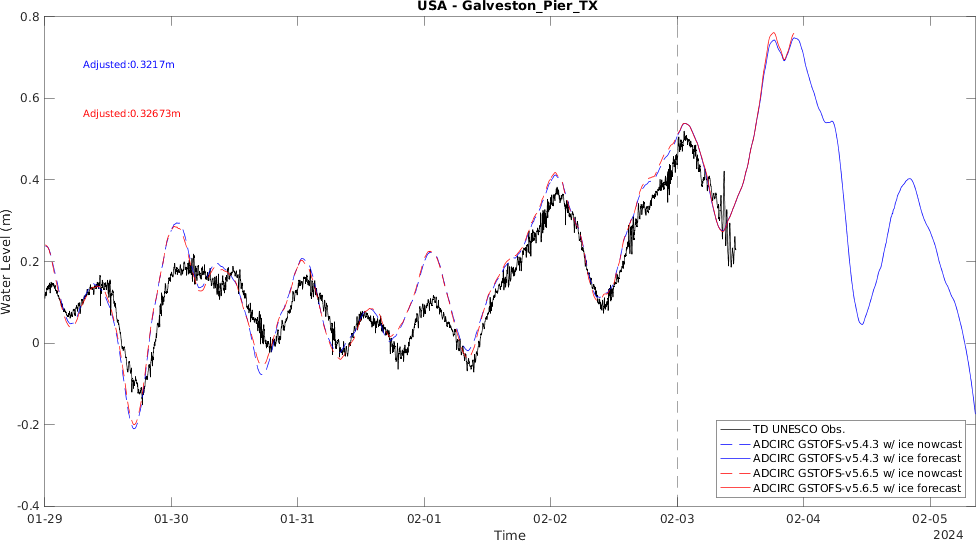 USA - Galveston_Pier_TX
0.8
Adjusted:0.3217m
0.6
Adjusted:0.32673m
0.4
Water Level (m)
0.2
0
-0.2
TD UNESCO Obs.
ADCIRC GSTOFS-v5.4.3 w/ ice nowcast
ADCIRC GSTOFS-v5.4.3 w/ ice forecast
ADCIRC GSTOFS-v5.6.5 w/ ice nowcast
ADCIRC GSTOFS-v5.6.5 w/ ice forecast
-0.4
01-29 01-30 01-31 02-01 02-02 02-03 02-04 02-05
Time
2024